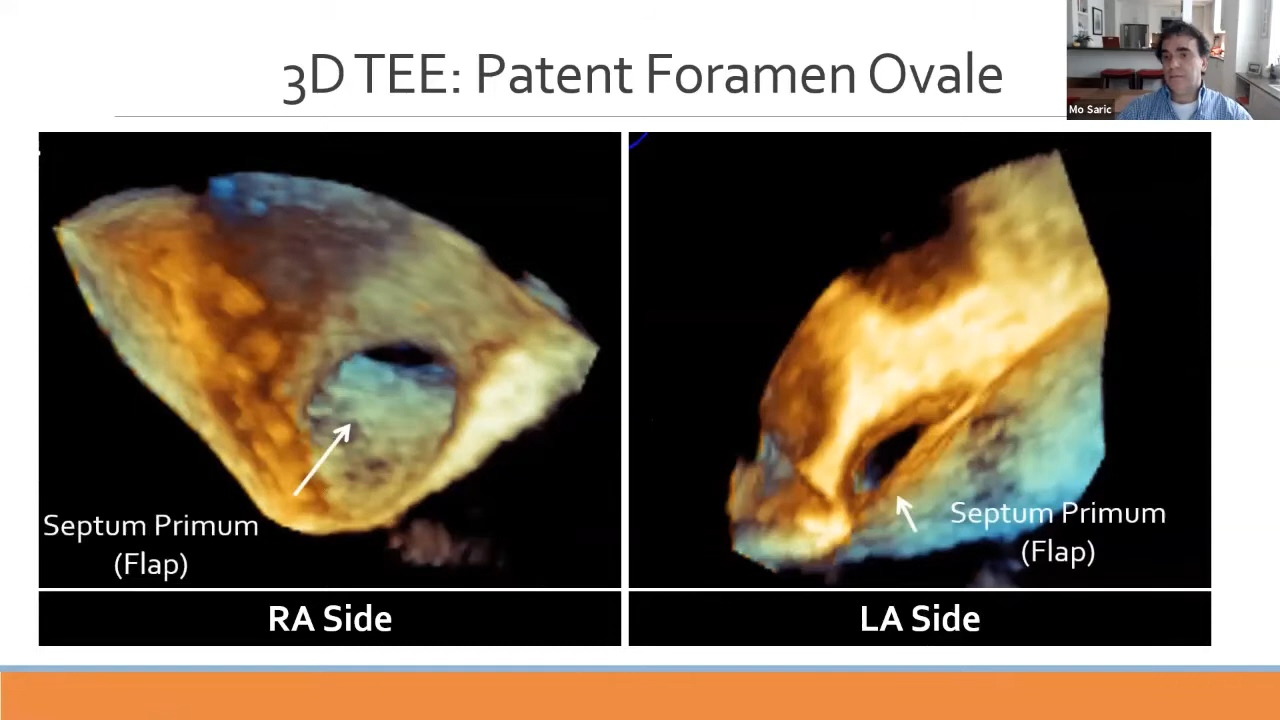 3D TEE: Patent Foramen Ovale
Mo Saric
Septum Primum
(Flap)
Septum Primum
(Flap)
RA Side
LA Side